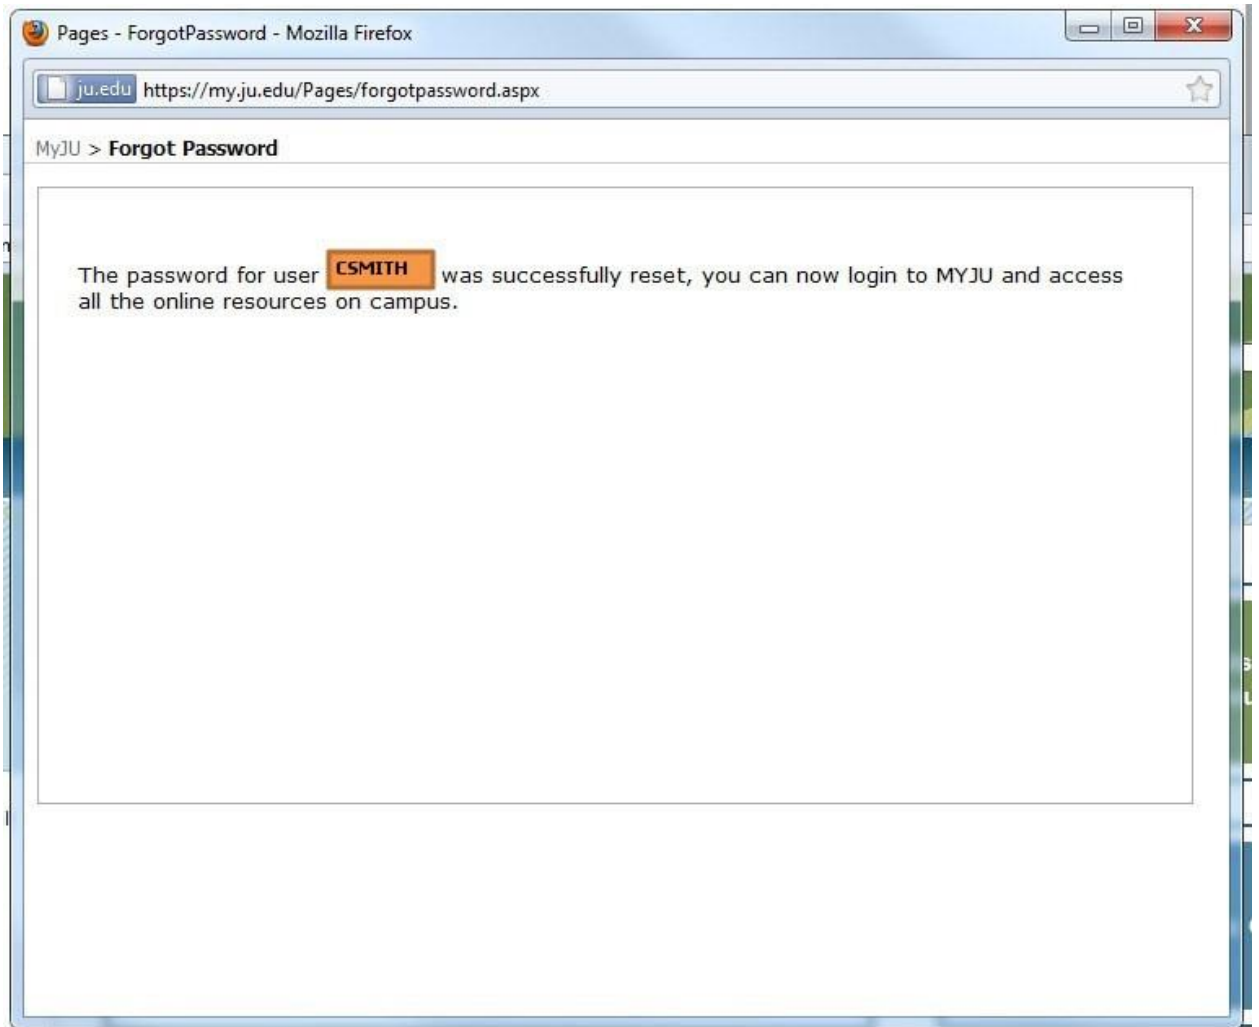 Pages - ForgotPassword - Mozilla Firefox
ju.edu https://my.ju.edu/Pages/forgotpassword.aspx
MyJU > Forgot Password
The password for user CSMITH was successfully reset, you can now login to MYJU and access
all the online resources on campus.